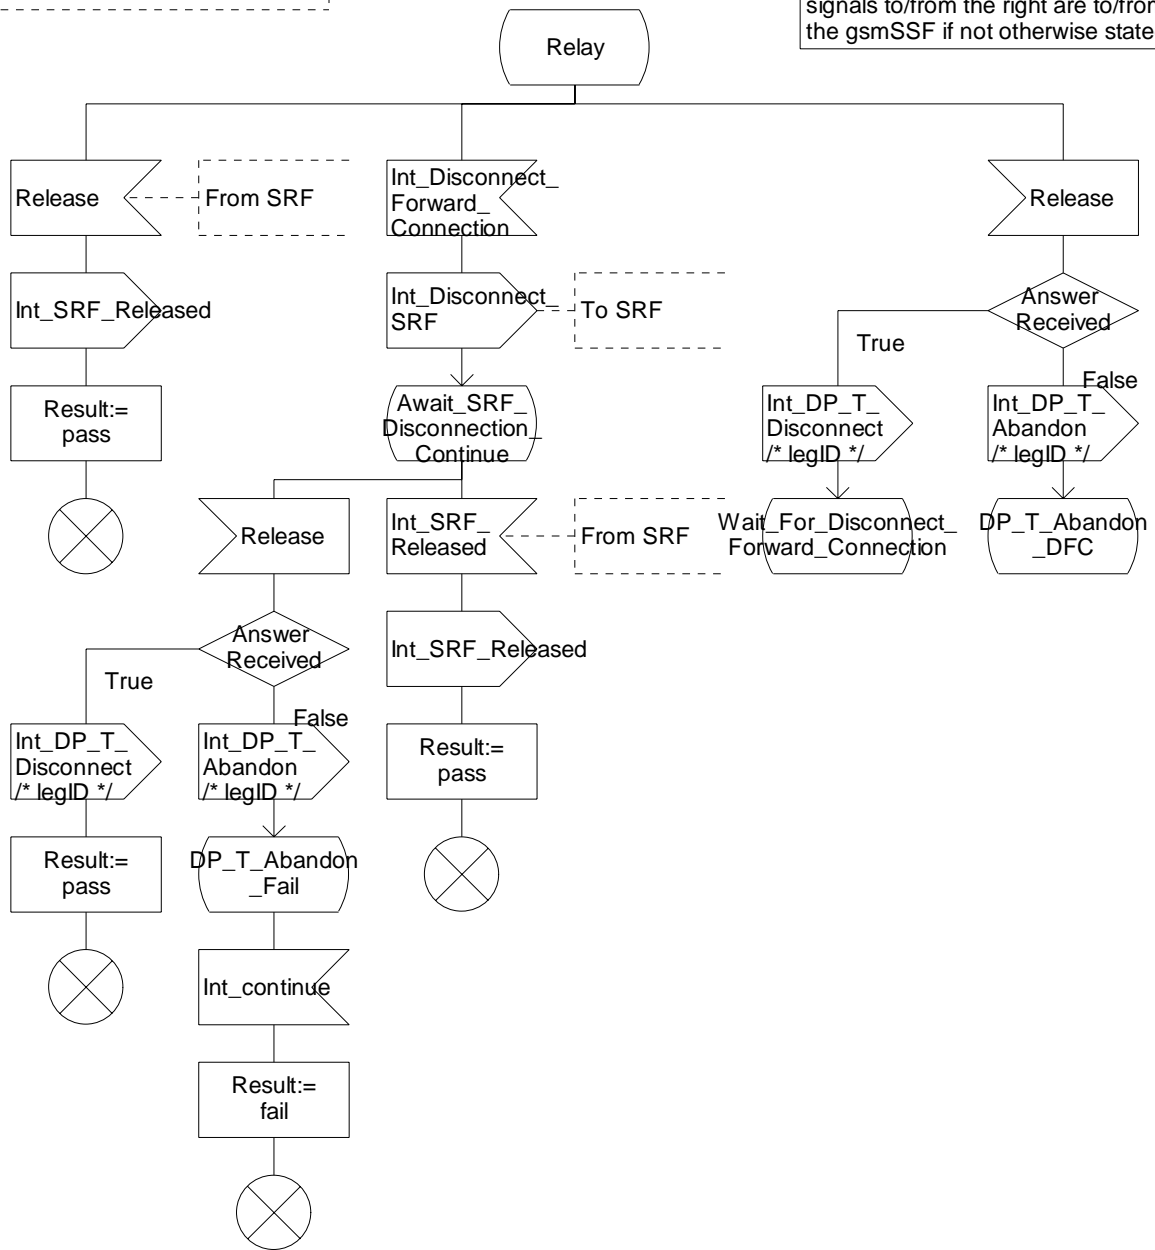 signals to/from the right are to/from
the gsmSSF if not otherwise state
Relay
Release
From SRF
Int_Disconnect_
Forward_
Connection
Release
Int_SRF_Released
Int_Disconnect_
SRF
To SRF
Answer
Received
True
False
Result:=
pass
Await_SRF_
Disconnection_
Continue
Int_DP_T_
Disconnect
/* legID */
Int_DP_T_
Abandon
/* legID */
Release
Int_SRF_
Released
From SRF
Wait_For_Disconnect_
Forward_Connection
DP_T_Abandon
_DFC
Answer
Received
True
False
Int_SRF_Released
Int_DP_T_
Disconnect
/* legID */
Int_DP_T_
Abandon
/* legID */
Result:=
pass
Result:=
pass
DP_T_Abandon
_Fail
Int_continue
Result:=
fail